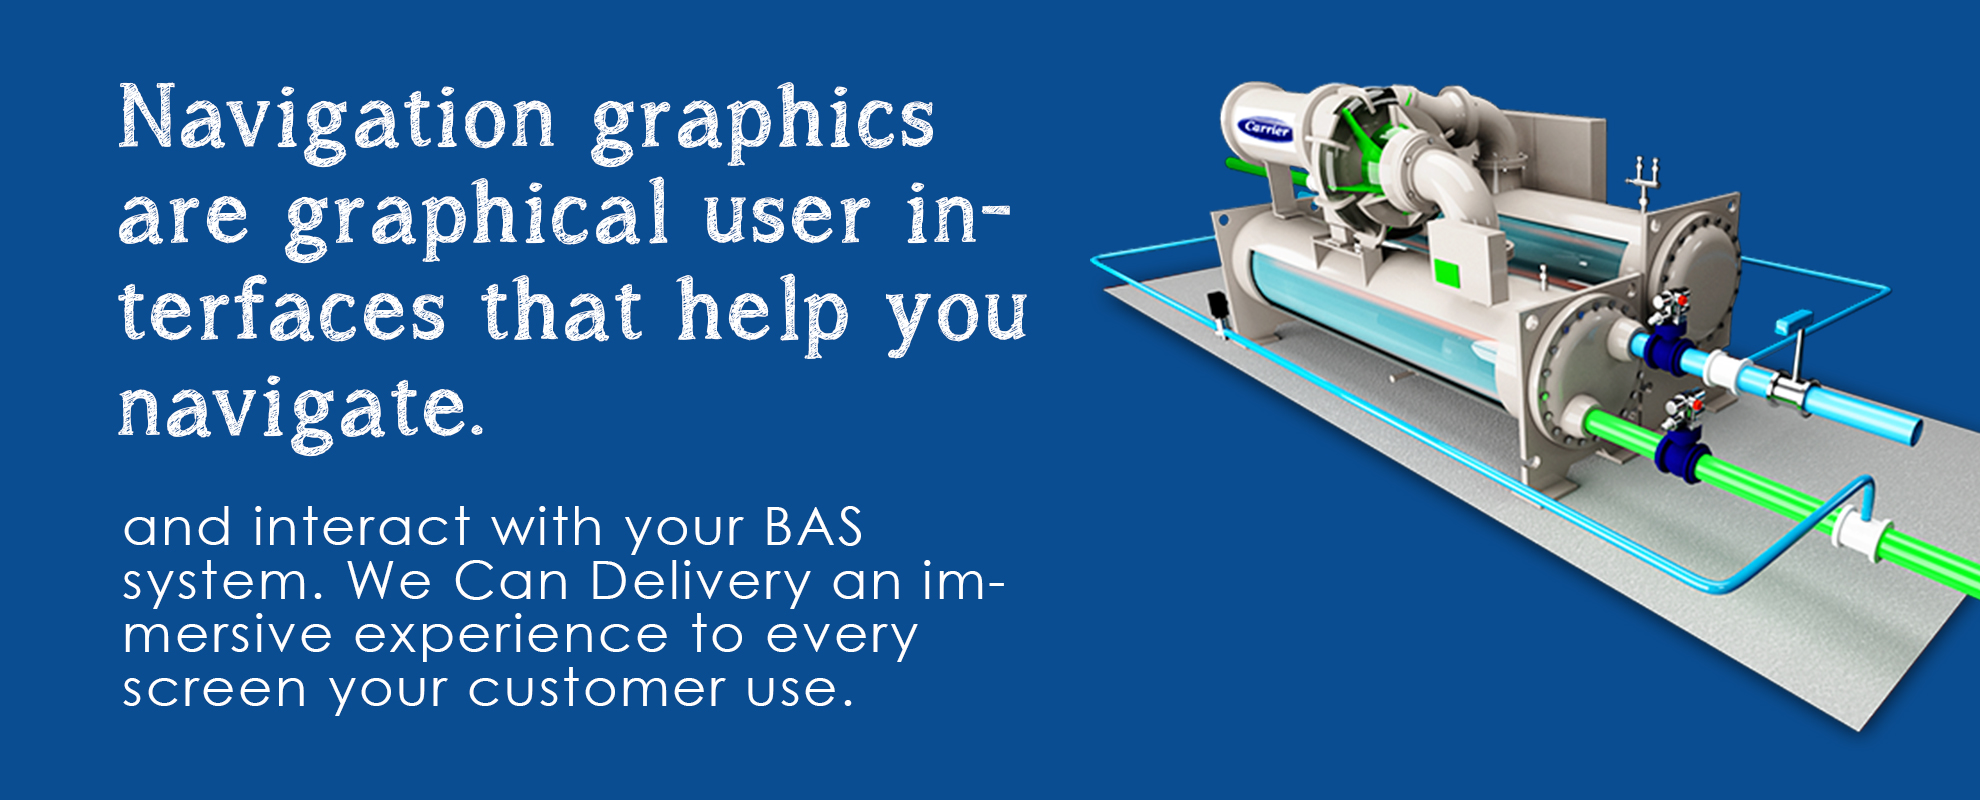 Navigation graphics
are graphical user in-
terfaces that help you
navigate.
and interact with your BAS
system. We Can Delivery an im-
mersive experience to every
screen your customer use.
Carrier